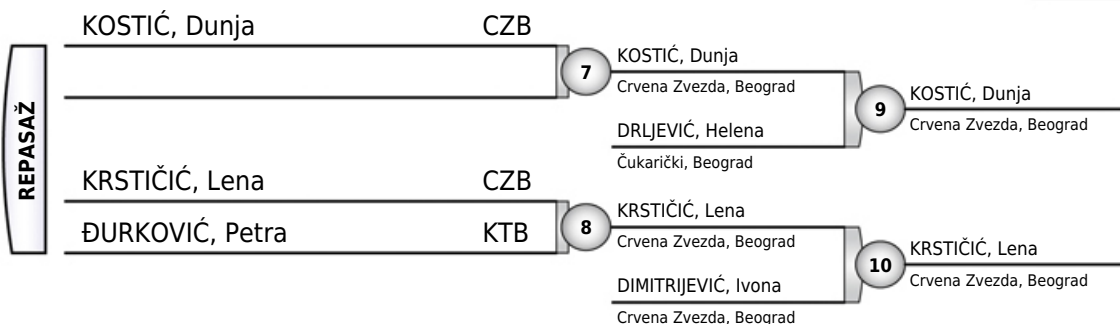 REPASAŽ
KOSTIĆ, Dunja CZB
7
KOSTIĆ, Dunja
Crvena Zvezda, Beograd
DRLJEVIĆ, Helena
Čukarički, Beograd
9
KOSTIĆ, Dunja
Crvena Zvezda, Beograd
KRSTIČIĆ, Lena CZB
ĐURKOVIĆ, Petra KTB
8
KRSTIČIĆ, Lena
Crvena Zvezda, Beograd
DIMITRIJEVIĆ, Ivona
Crvena Zvezda, Beograd
10
KRSTIČIĆ, Lena
Crvena Zvezda, Beograd